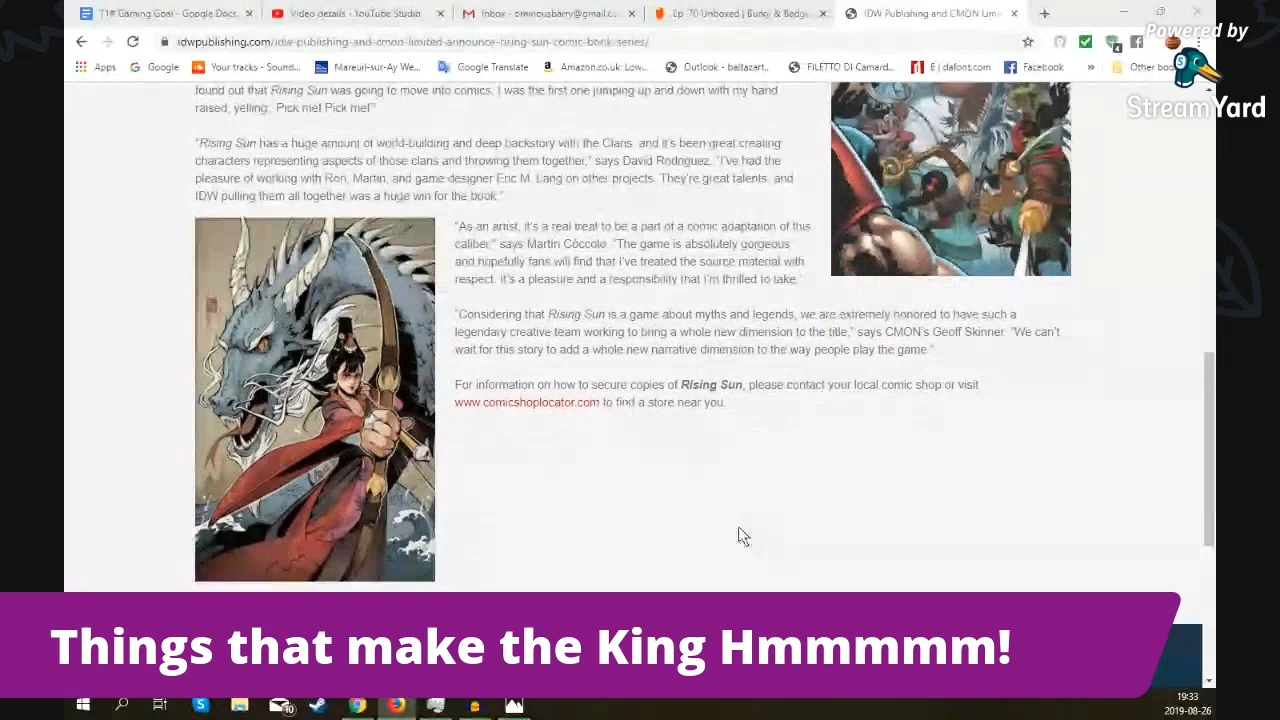 T1# Gaming Goat - Google Docs
Video details - YouTube Studio
Inbox - ominousbarry@gmail.co
Ep. 70 Unboxed | Bunji & Bedgu
IDW Publishing and CMON Lim
Powered by
StreamYard
idwpublishing.com/idw-publishing-and-cmon-limited-announce-rising-sun-comic-book-series/
Apps
Google
Your tracks - Sound...
Mareuil-sur-Ay We...
Google Translate
Amazon.co.uk: Low...
Outlook - baltazart...
FILETTO DI Camard...
E | dafont.com
Facebook
»
Other boo
found out that Rising Sun was going to move into comics, I was the first one jumping up and down with my hand
raised, yelling, 'Pick me! Pick me!'"
"Rising Sun has a huge amount of world-building and deep backstory with the Clans, and it's been great creating
characters representing aspects of those clans and throwing them together," says David Rodriguez. "I've had the
pleasure of working with Ron, Martin, and game designer Eric M. Lang on other projects. They're great talents, and
IDW pulling them all together was a huge win for the book."
"As an artist, it's a real treat to be a part of a comic adaptation of this
caliber," says Martin Còccolo. "The game is absolutely gorgeous
and hopefully fans will find that I've treated the source material with
respect. It's a pleasure and a responsibility that I'm thrilled to take."
"Considering that Rising Sun is a game about myths and legends, we are extremely honored to have such a
legendary creative team working to bring a whole new dimension to the title," says CMON's Geoff Skinner. "We can't
wait for this story to add a whole new narrative dimension to the way people play the game."
For information on how to secure copies of Rising Sun, please contact your local comic shop or visit
www.comicshoplocator.com to find a store near you.
Things that make the King Hmmmmm!
10
19:33
2019-08-26